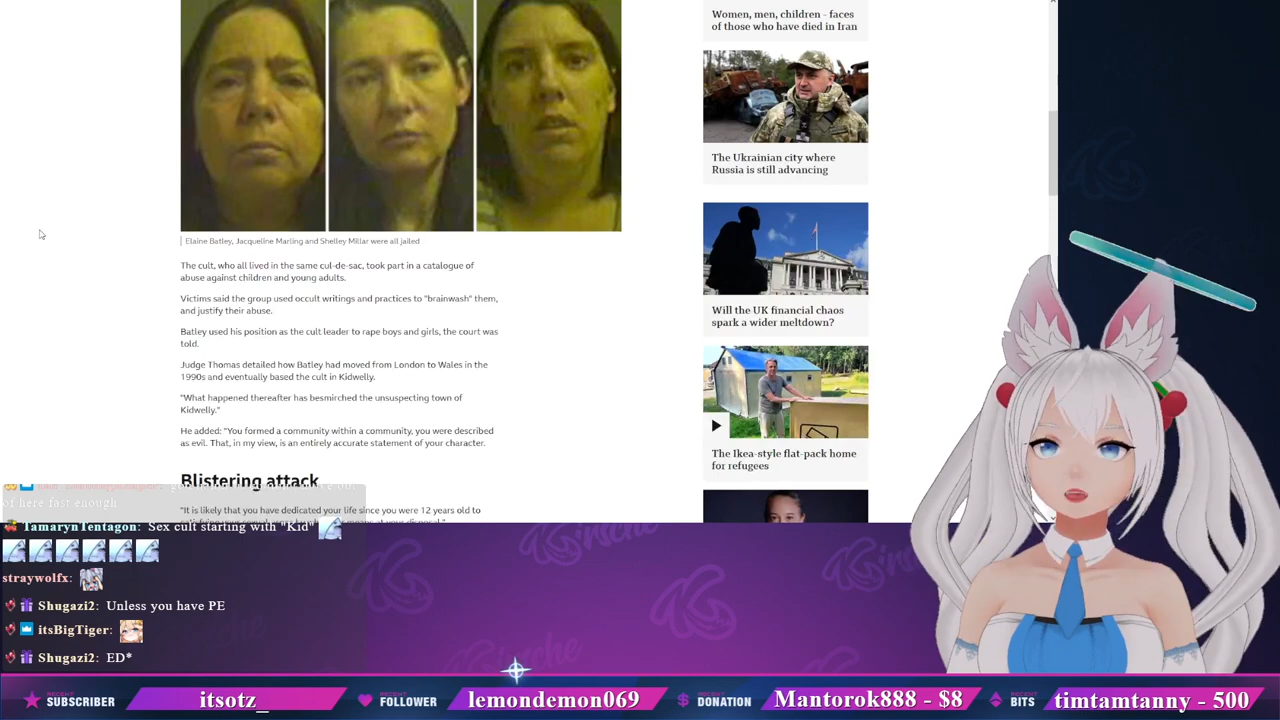 Elaine Batley, Jacqueline Marling and Shelley Millar were all jailed
The cult, who all lived in the same cul-de-sac, took part in a catalogue of
abuse against children and young adults.
Victims said the group used occult writings and practices to "brainwash" them,
and justify their abuse.
Batley used his position as the cult leader to rape boys and girls, the court was
told.
Judge Thomas detailed how Batley had moved from London to Wales in the
1990s and eventually based the cult in Kidwelly.
"What happened thereafter has besmirched the unsuspecting town of
Kidwelly."
He added: "You formed a community within a community, you were described
as evil. That, in my view, is an entirely accurate statement of your character.
Blistering attack
"It is likely that you have dedicated your life since you were 12 years old to
Women, men, children - faces
of those who have died in Iran
The Ukrainian city where
Russia is still advancing
Will the UK financial chaos
spark a wider meltdown?
The Ikea-style flat-pack home
for refugees
of here fast enough
TamarynTentagon: Sex cult starting with "Kid"
straywolfx:
Shugazi2: Unless you have PE
itsBigTiger:
Shugazi2: ED*
RECENT
SUBSCRIBER
itsotz_
RECENT
FOLLOWER
lemondemon069
RECENT
DONATION
Mantorok888 - $8
RECENT
BITS
timtamtanny - 500